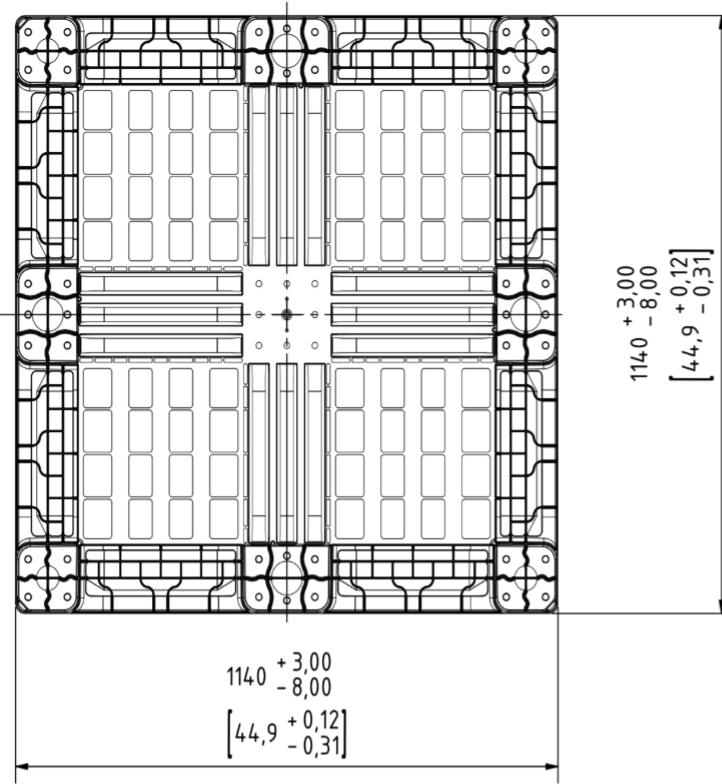 1140 + 3,00
- 8,00
[44,9 + 0,12
- 0,31]
1140 + 3,00
- 8,00
[44,9 + 0,12
- 0,31]